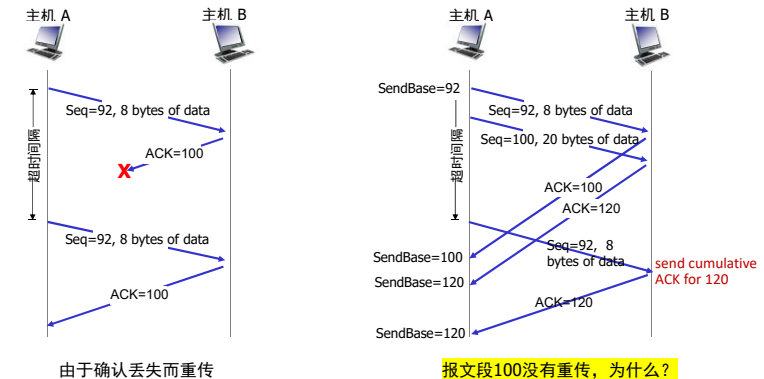 主机 A
主机 B
Seq=92, 8 bytes of data
ACK=100
X
超时间隔
Seq=92, 8 bytes of data
ACK=100
由于确认丢失而重传
主机 A
主机 B
SendBase=92
Seq=92, 8 bytes of data
Seq=100, 20 bytes of data
超时间隔
ACK=100
ACK=120
Seq=92, 8
bytes of data
SendBase=100
SendBase=120
send cumulative
ACK for 120
ACK=120
SendBase=120
报文段100没有重传，为什么？